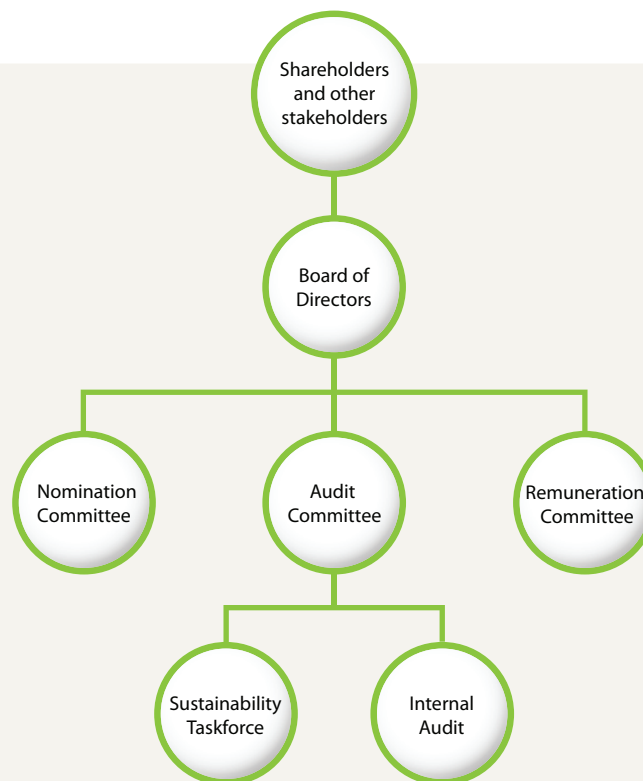 Shareholders
and other
stakeholders
Board of
Directors
Nomination
Committee
Audit
Committee
Remuneration
Committee
Sustainability
Taskforce
Internal
Audit